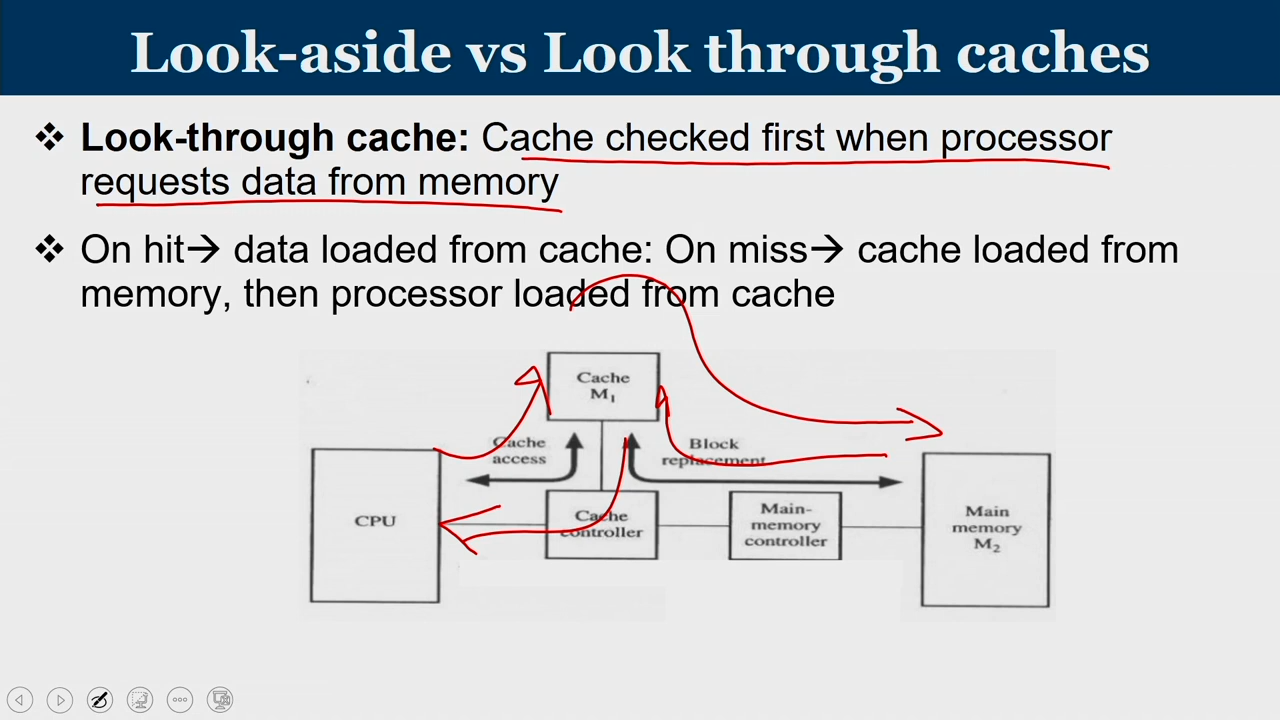 Look-aside vs Look through caches
❖ Look-through cache: Cache checked first when processor
requests data from memory
❖ On hit→ data loaded from cache: On miss→ cache loaded from
memory, then processor loaded from cache
Cache
M₁
Cache
access
Block
replacement
CPU
Cache
controller
Main-
memory
controller
Main
memory
M₂